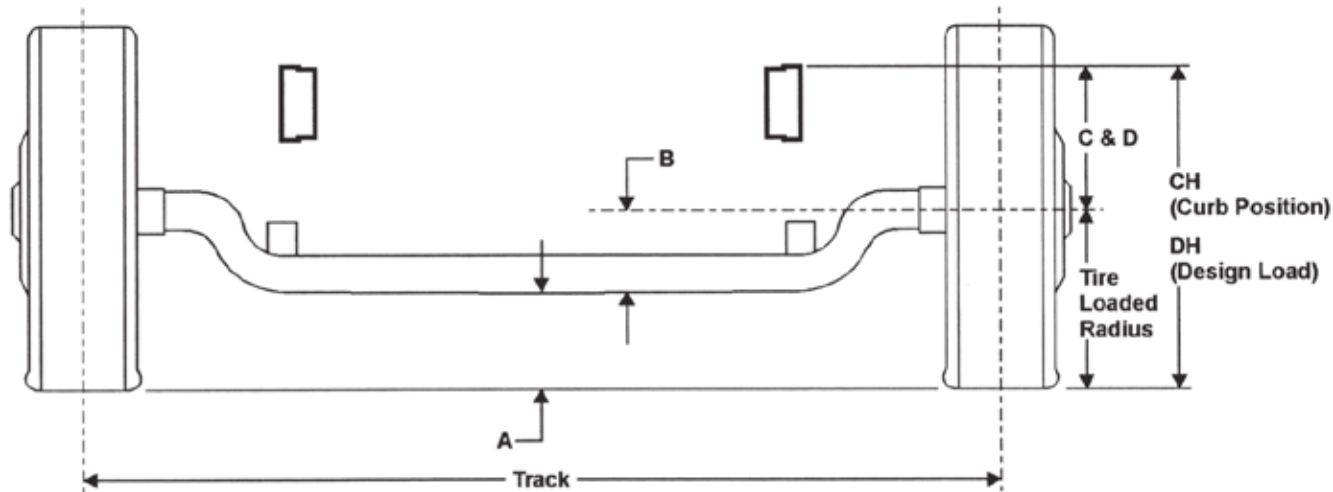 B
C & D
CH
(Curb Position)
DH
(Design Load)
Tire
Loaded
Radius
A
Track